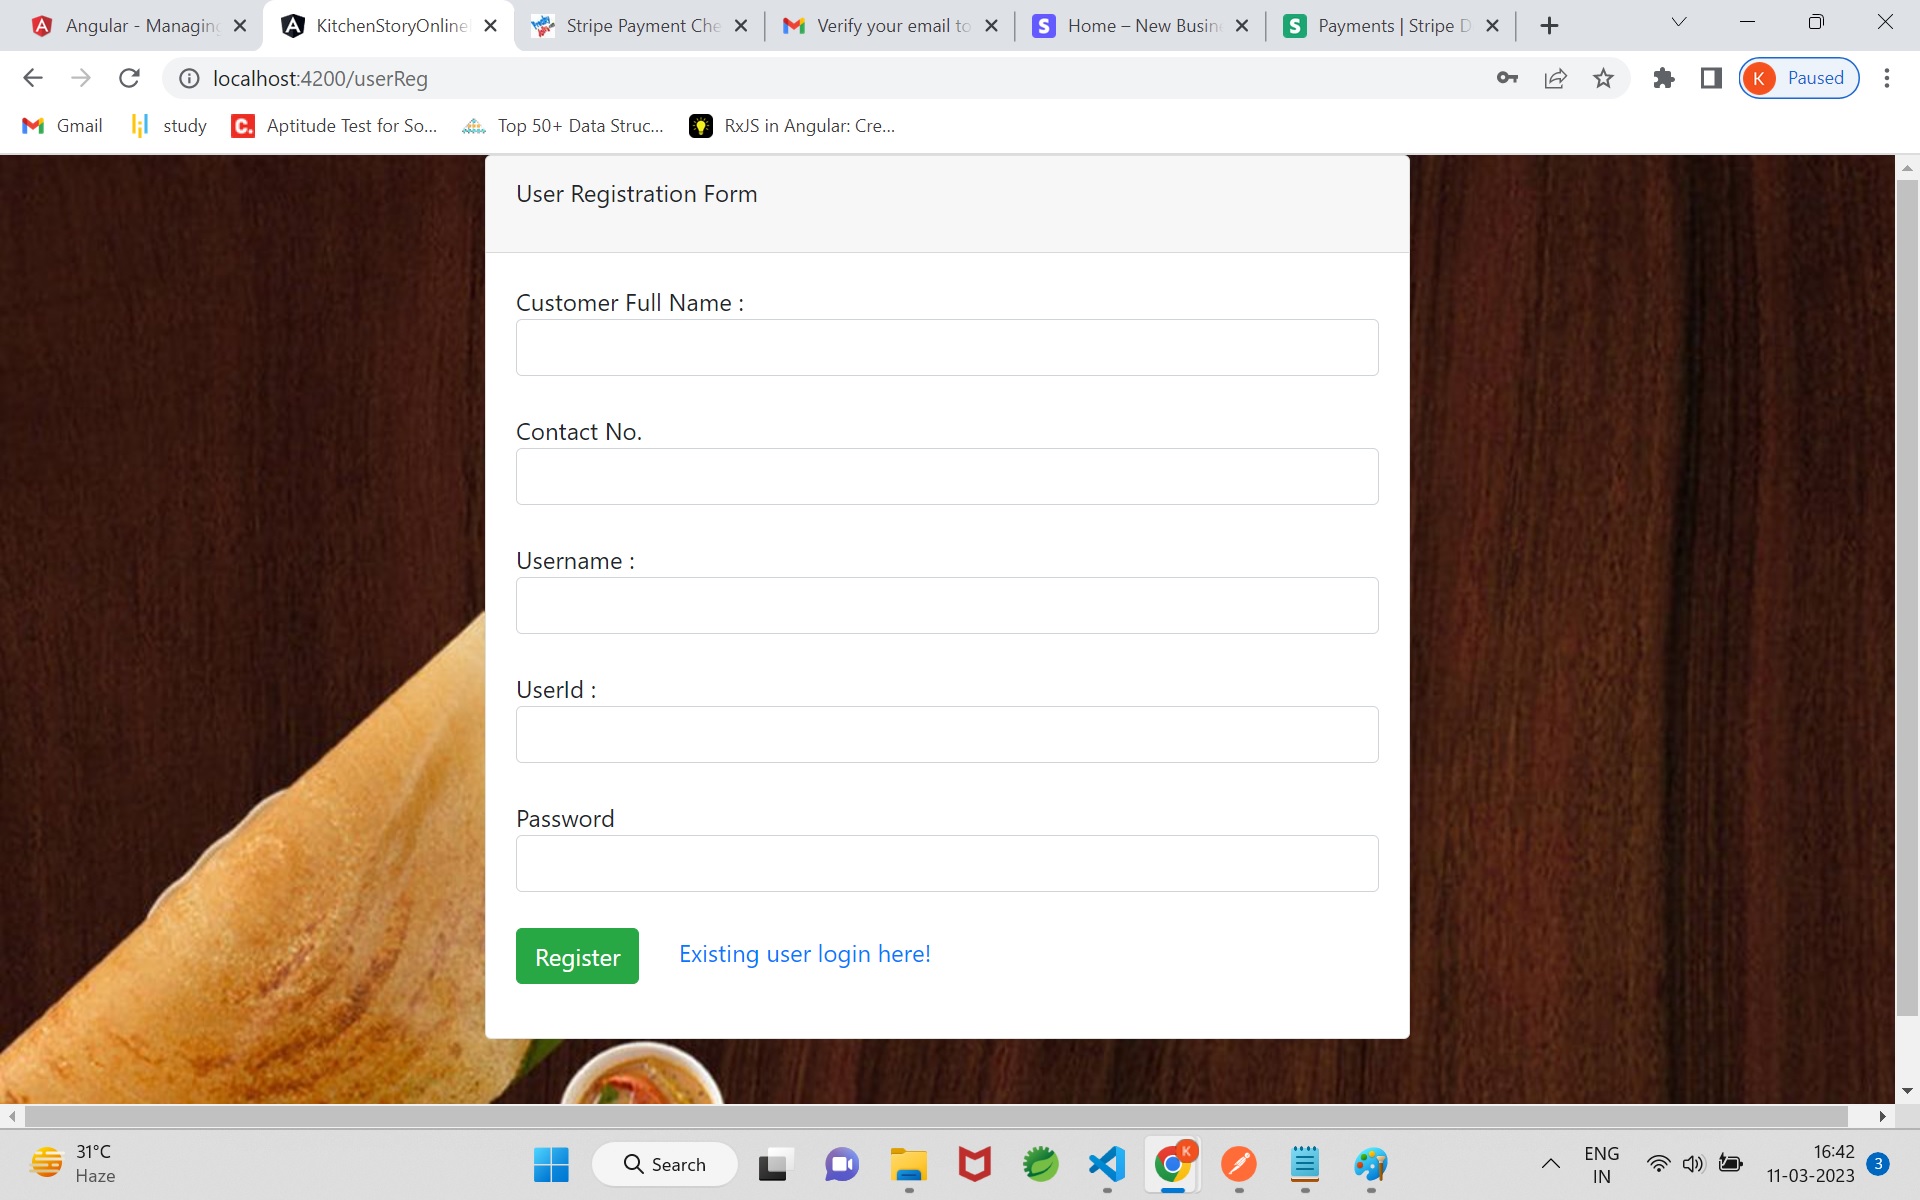 Angular - Managing
KitchenStoryOnline
Stripe Payment Che
Verify your email to
Home – New Busin
Payments | Stripe D
localhost:4200/userReg
K Paused
Gmail
study
Aptitude Test for So...
Top 50+ Data Struc...
RxJS in Angular: Cre...
User Registration Form
Customer Full Name :
Contact No.
Username :
UserId :
Password
Register
Existing user login here!
31°C
Haze
Search
K
ENG
IN
16:42
11-03-2023
3